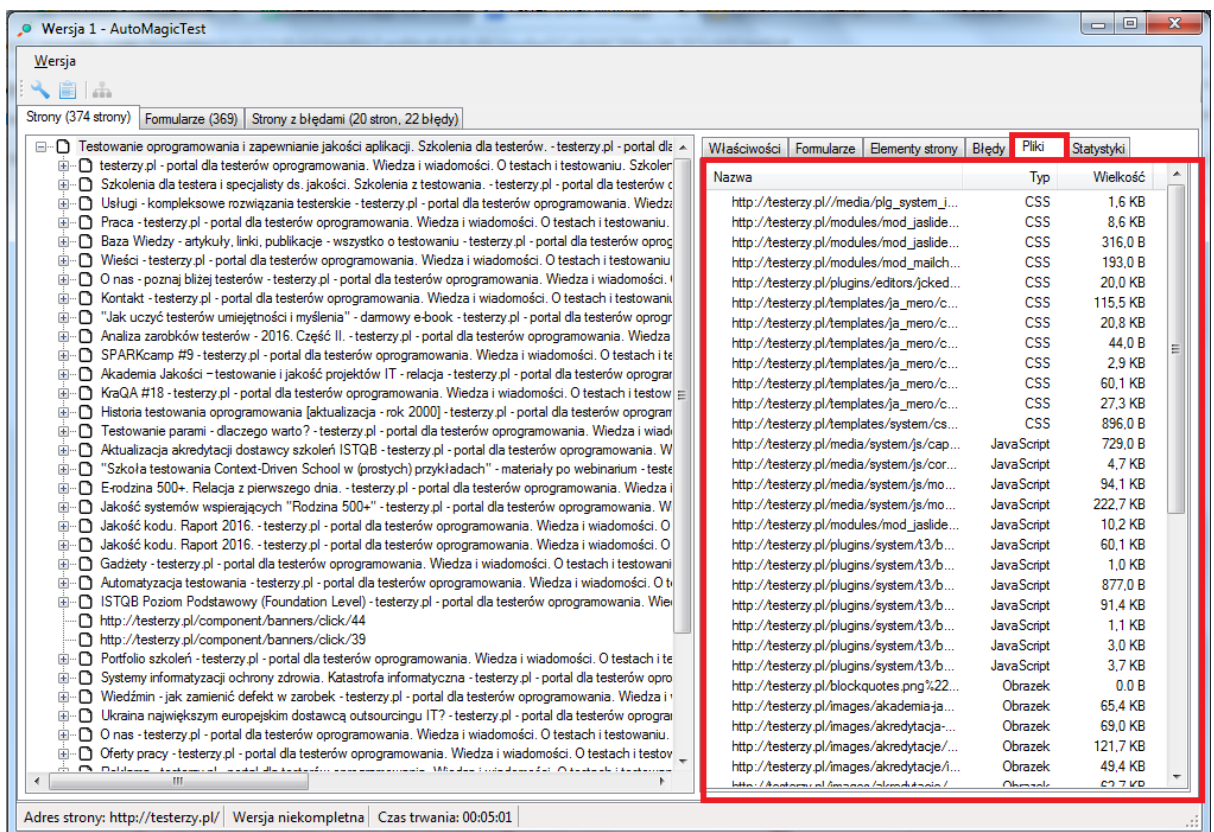 Wersja 1 - AutoMagicTest
Wersja
Strony (374 strony) Formularze (369) Strony z błędami (20 stron, 22 błędy)
Testowanie oprogramowania i zapewnianie jakości aplikacji. Szkolenia dla testerów. - testerzy.pl - portal dla
testerzy.pl - portal dla testerów oprogramowania. Wiedza i wiadomości. O testach i testowaniu. Szkolen
Szkolenia dla testera i specjalisty ds. jakości. Szkolenia z testowania. - testerzy.pl - portal dla testerów o
Usługi - kompleksowe rozwiązania testerskie - testerzy.pl - portal dla testerów oprogramowania. Wiedza
Praca - testerzy.pl - portal dla testerów oprogramowania. Wiedza i wiadomości. O testach i testowaniu.
Baza Wiedzy - artykuły, linki, publikacje - wszystko o testowaniu - testerzy.pl - portal dla testerów oprog
Wieści - testerzy.pl - portal dla testerów oprogramowania. Wiedza i wiadomości. O testach i testowaniu
O nas - poznaj bliżej testerów - testerzy.pl - portal dla testerów oprogramowania. Wiedza i wiadomości.
Kontakt - testerzy.pl - portal dla testerów oprogramowania. Wiedza i wiadomości. O testach i testowaniu
"Jak uczyć testerów umiejętności i myślenia" - darmowy e-book - testerzy.pl - portal dla testerów oprogr
Analiza zarobków testerów - 2016. Część II. - testerzy.pl - portal dla testerów oprogramowania. Wiedza
SPARKcamp #9 - testerzy.pl - portal dla testerów oprogramowania. Wiedza i wiadomości. O testach i te
Akademia Jakości – testowanie i jakość projektów IT - relacja - testerzy.pl - portal dla testerów oprogram
KraQA #18 - testerzy.pl - portal dla testerów oprogramowania. Wiedza i wiadomości. O testach i testow
Historia testowania oprogramowania [aktualizacja - rok 2000] - testerzy.pl - portal dla testerów oprogram
Testowanie parami - dlaczego warto? - testerzy.pl - portal dla testerów oprogramowania. Wiedza i wiado
Aktualizacja akredytacji dostawcy szkoleń ISTQB - testerzy.pl - portal dla testerów oprogramowania. W
"Szkoła testowania Context-Driven School w (prostych) przykładach" - materiały po webinarium - teste
E-rodzina 500+. Relacja z pierwszego dnia. - testerzy.pl - portal dla testerów oprogramowania. Wiedza i
Jakość systemów wspierających "Rodzina 500+" - testerzy.pl - portal dla testerów oprogramowania. W
Jakość kodu. Raport 2016. - testerzy.pl - portal dla testerów oprogramowania. Wiedza i wiadomości. O
Jakość kodu. Raport 2016. - testerzy.pl - portal dla testerów oprogramowania. Wiedza i wiadomości. O
Gadżety - testerzy.pl - portal dla testerów oprogramowania. Wiedza i wiadomości. O testach i testowani
Automatyzacja testowania - testerzy.pl - portal dla testerów oprogramowania. Wiedza i wiadomości. O te
ISTQB Poziom Podstawowy (Foundation Level) - testerzy.pl - portal dla testerów oprogramowania. Wied
http://testerzy.pl/component/banners/click/44
http://testerzy.pl/component/banners/click/39
Portfolio szkoleń - testerzy.pl - portal dla testerów oprogramowania. Wiedza i wiadomości. O testach i te
Systemy informatyzacji ochrony zdrowia. Katastrofa informatyczna - testerzy.pl - portal dla testerów opro
Wiedźmin - jak zamienić defekt w zarobek - testerzy.pl - portal dla testerów oprogramowania. Wiedza i
Ukraina największym europejskim dostawcą outsourcingu IT? - testerzy.pl - portal dla testerów oprogra
O nas - testerzy.pl - portal dla testerów oprogramowania. Wiedza i wiadomości. O testach i testowaniu.
Oferty pracy - testerzy.pl - portal dla testerów oprogramowania. Wiedza i wiadomości. O testach i testow
Właściwości Formularze Elementy strony Błędy Pliki Statystyki
Nazwa Typ Wielkość
http://testerzy.pl//media/plg_system_i... CSS 1,6 KB
http://testerzy.pl/modules/mod_jaslide... CSS 8,6 KB
http://testerzy.pl/modules/mod_jaslide... CSS 316,0 B
http://testerzy.pl/modules/mod_mailch... CSS 193,0 B
http://testerzy.pl/plugins/editors/jcked... CSS 20,0 KB
http://testerzy.pl/templates/ja_mero/c... CSS 115,5 KB
http://testerzy.pl/templates/ja_mero/c... CSS 20,8 KB
http://testerzy.pl/templates/ja_mero/c... CSS 44,0 B
http://testerzy.pl/templates/ja_mero/c... CSS 2,9 KB
http://testerzy.pl/templates/ja_mero/c... CSS 60,1 KB
http://testerzy.pl/templates/ja_mero/c... CSS 27,3 KB
http://testerzy.pl/templates/system/cs... CSS 896,0 B
http://testerzy.pl/media/system/js/cap... JavaScript 729,0 B
http://testerzy.pl/media/system/js/cor... JavaScript 4,7 KB
http://testerzy.pl/media/system/js/mo... JavaScript 94,1 KB
http://testerzy.pl/media/system/js/mo... JavaScript 222,7 KB
http://testerzy.pl/modules/mod_jaslide... JavaScript 10,2 KB
http://testerzy.pl/plugins/system/t3/b... JavaScript 60,1 KB
http://testerzy.pl/plugins/system/t3/b... JavaScript 1,0 KB
http://testerzy.pl/plugins/system/t3/b... JavaScript 877,0 B
http://testerzy.pl/plugins/system/t3/b... JavaScript 91,4 KB
http://testerzy.pl/plugins/system/t3/b... JavaScript 1,1 KB
http://testerzy.pl/plugins/system/t3/b... JavaScript 3,0 KB
http://testerzy.pl/plugins/system/t3/b... JavaScript 3,7 KB
http://testerzy.pl/blockquotes.png%22... Obrazek 0.0 B
http://testerzy.pl/images/akademia-ja... Obrazek 65,4 KB
http://testerzy.pl/images/akredytacja-... Obrazek 69,0 KB
http://testerzy.pl/images/akredytacje/... Obrazek 121,7 KB
http://testerzy.pl/images/akredytacje/i... Obrazek 49,4 KB
http://testerzy.pl/images/akredytacje/ Obrazek 62,7 KB
Adres strony: http://testerzy.pl/ Wersja niekompletna Czas trwania: 00:05:01